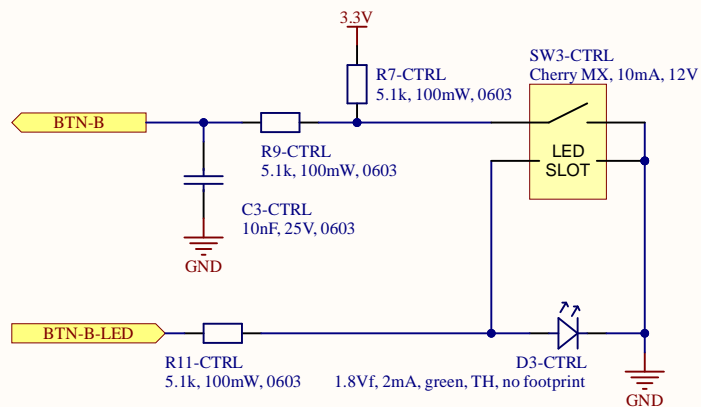 3.3V
SW3-CTRL
Cherry MX, 10mA, 12V
R7-CTRL
5.1k, 100mW, 0603
BTN-B
R9-CTRL
5.1k, 100mW, 0603
LED
SLOT
C3-CTRL
10nF, 25V, 0603
GND
BTN-B-LED
R11-CTRL
5.1k, 100mW, 0603
D3-CTRL
1.8Vf, 2mA, green, TH, no footprint
GND